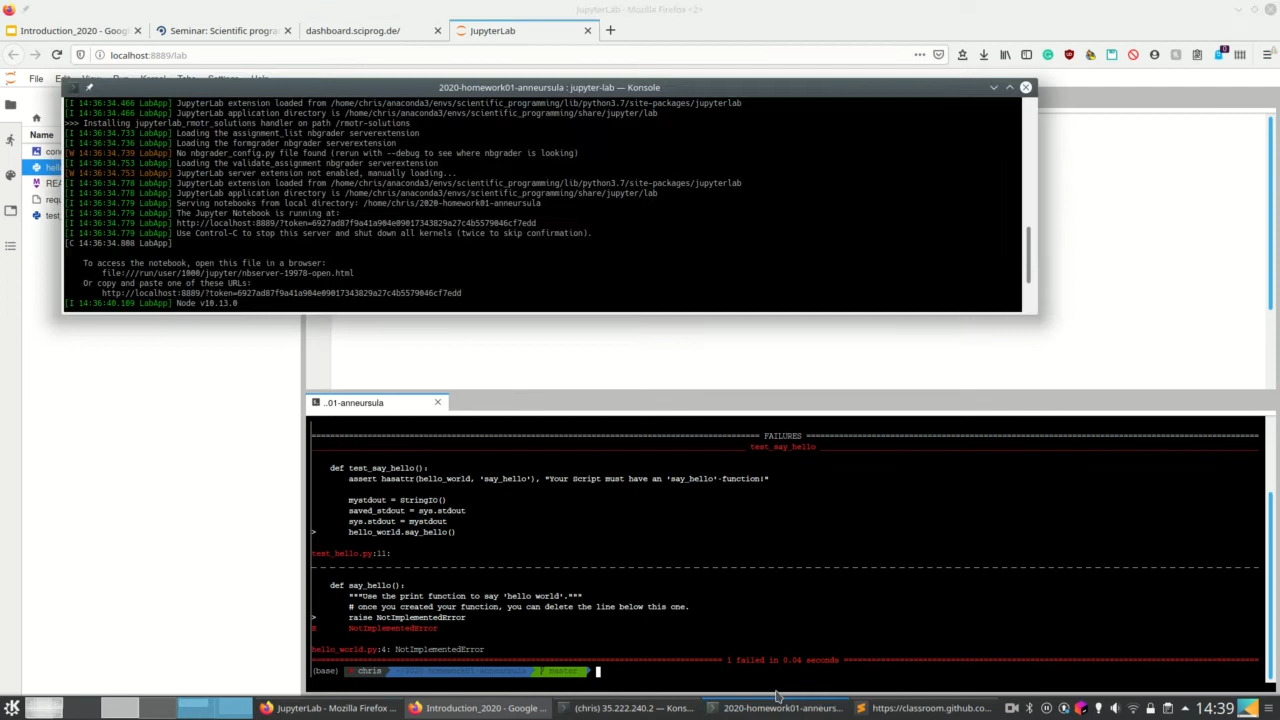 JupyterLab - Mozilla Firefox <2>
Introduction_2020 - Goog
Seminar: Scientific progra
dashboard.sciprog.de/
JupyterLab
localhost:8889/lab
File Edit View Run Kernel Tabs Settings Help
2020-homework01-anneursula : jupyter-lab — Konsole
[I 14:36:34.466 LabApp] JupyterLab extension loaded from /home/chris/anaconda3/envs/scientific_programming/lib/python3.7/site-packages/jupyterlab
[I 14:36:34.466 LabApp] JupyterLab application directory is /home/chris/anaconda3/envs/scientific_programming/share/jupyter/lab
>>> Installing jupyterlab_rmotr_solutions handler on path /rmotr-solutions
[I 14:36:34.733 LabApp] Loading the assignment_list nbgrader serverextension
[I 14:36:34.736 LabApp] Loading the formgrader nbgrader serverextension
[W 14:36:34.739 LabApp] No nbgrader_config.py file found (rerun with --debug to see where nbgrader is looking)
[I 14:36:34.753 LabApp] Loading the validate_assignment nbgrader serverextension
[W 14:36:34.753 LabApp] JupyterLab server extension not enabled, manually loading...
[I 14:36:34.778 LabApp] JupyterLab extension loaded from /home/chris/anaconda3/envs/scientific_programming/lib/python3.7/site-packages/jupyterlab
[I 14:36:34.778 LabApp] JupyterLab application directory is /home/chris/anaconda3/envs/scientific_programming/share/jupyter/lab
[I 14:36:34.779 LabApp] Serving notebooks from local directory: /home/chris/2020-homework01-anneursula
[I 14:36:34.779 LabApp] The Jupyter Notebook is running at:
[I 14:36:34.779 LabApp] http://localhost:8889/?token=6927ad87f9a41a904e09017343829a27c4b5579046cf7edd
[I 14:36:34.779 LabApp] Use Control-C to stop this server and shut down all kernels (twice to skip confirmation).
[C 14:36:34.808 LabApp]
To access the notebook, open this file in a browser:
file:///run/user/1000/jupyter/nbserver-19978-open.html
Or copy and paste one of these URLs:
http://localhost:8889/?token=6927ad87f9a41a904e09017343829a27c4b5579046cf7edd
[I 14:36:40.109 LabApp] Node v10.13.0
Name
con
hell
REA
requ
test_
..01-anneursula
FAILURES
test_say_hello
def test_say_hello():
assert hasattr(hello_world, 'say_hello'), "Your Script must have an 'say_hello'-function!"
mystdout = StringIO()
saved_stdout = sys.stdout
sys.stdout = mystdout
> hello_world.say_hello()
test_hello.py:11:
def say_hello():
"""Use the print function to say 'hello world'."""
# once you created your function, you can delete the line below this one.
> raise NotImplementedError
E NotImplementedError
hello_world.py:4: NotImplementedError
1 failed in 0.04 seconds
(base) chris ~/2020-homework01-anneursula master
JupyterLab - Mozilla Firefox ...
Introduction_2020 - Google ...
(chris) 35.222.240.2 — Kons...
2020-homework01-anneurs...
https://classroom.github.co...
14:39